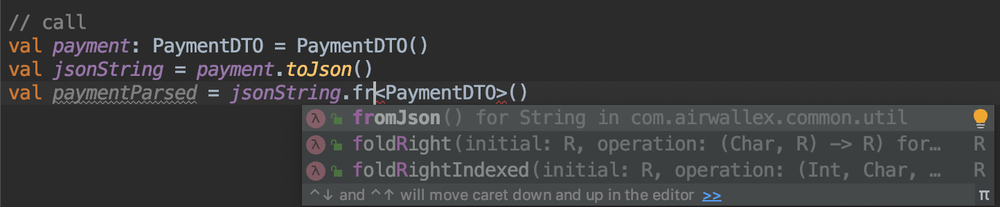 // call
val payment: PaymentDTO = PaymentDTO()
val jsonString = payment.toJson()
val paymentParsed = jsonString.fr<PaymentDTO>()
λ fromJson() for String in com.airwallex.common.util
λ foldRight(initial: R, operation: (Char, R) -> R) for… R
λ foldRightIndexed(initial: R, operation: (Int, Char, … R
^↓ and ^↑ will move caret down and up in the editor >> π